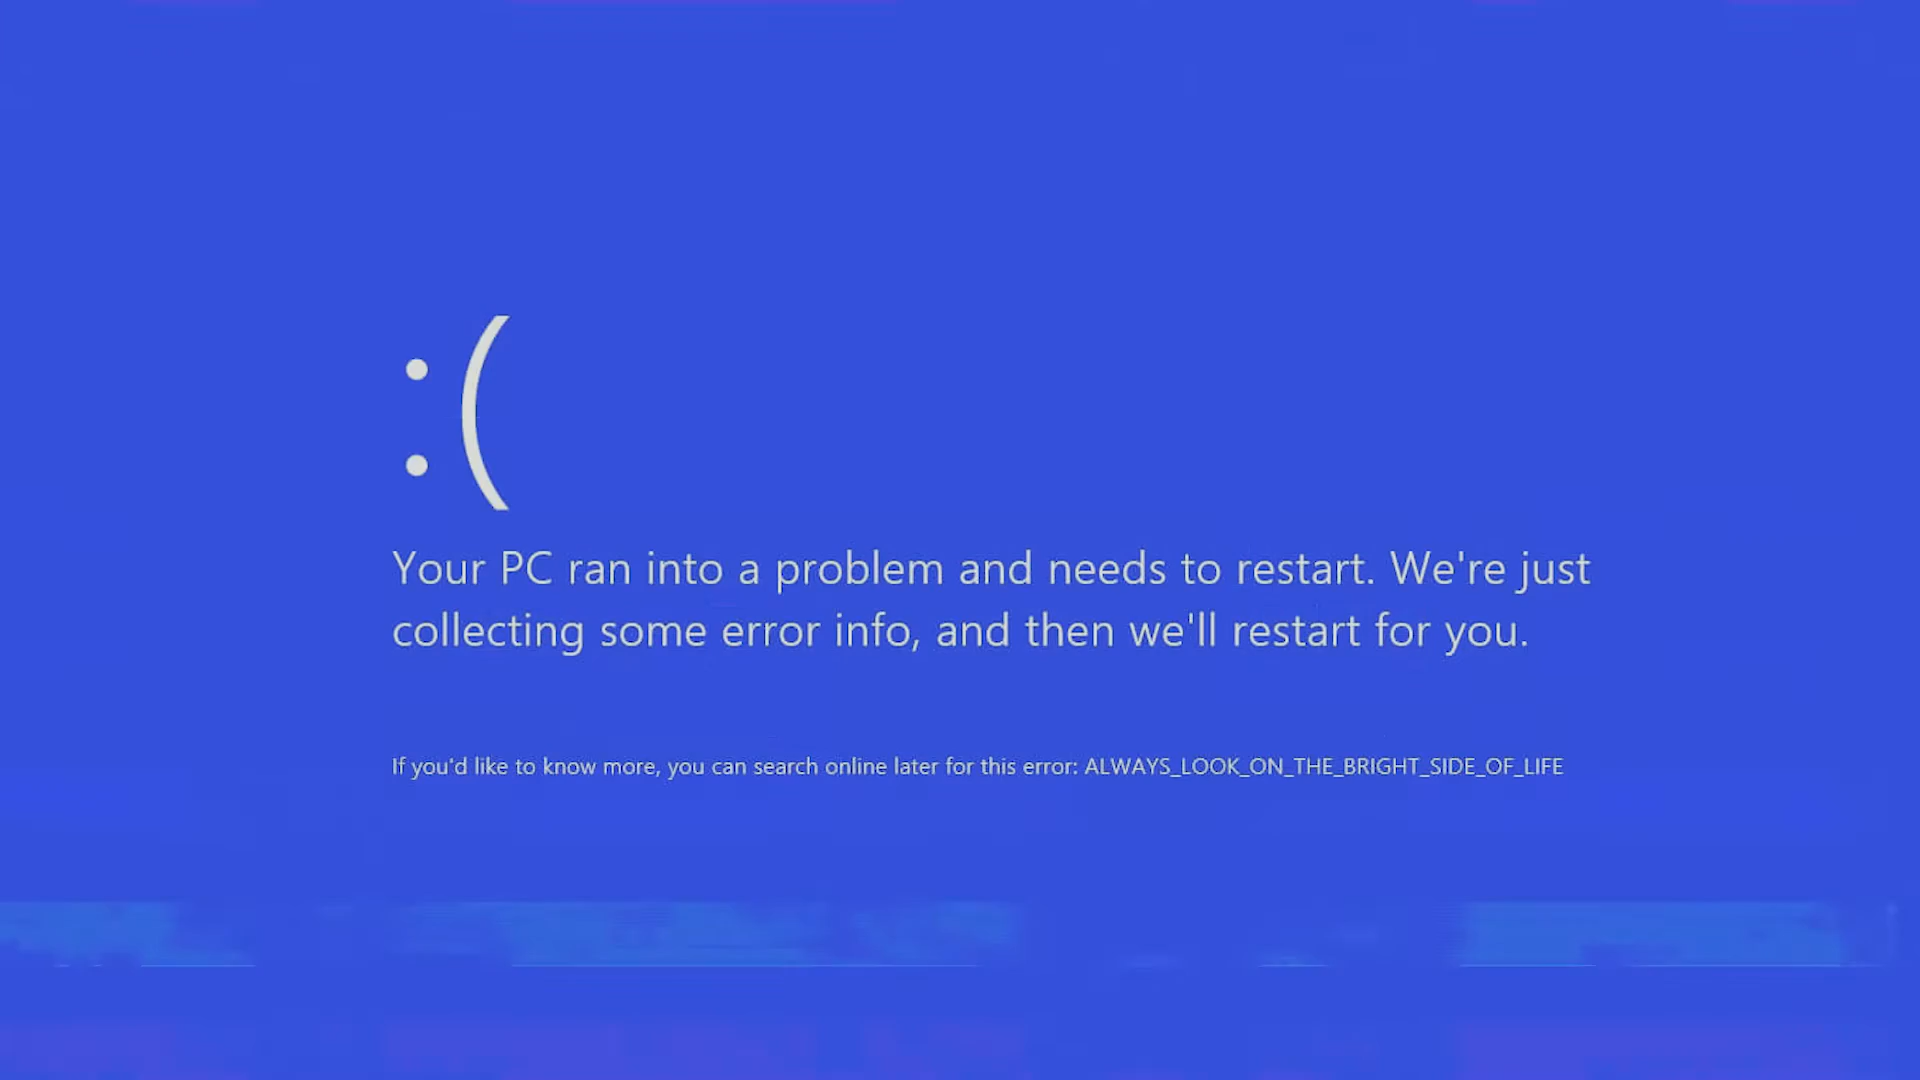 :(
Your PC ran into a problem and needs to restart. We're just
collecting some error info, and then we'll restart for you.
If you'd like to know more, you can search online later for this error: ALWAYS_LOOK_ON_THE_BRIGHT_SIDE_OF_LIFE